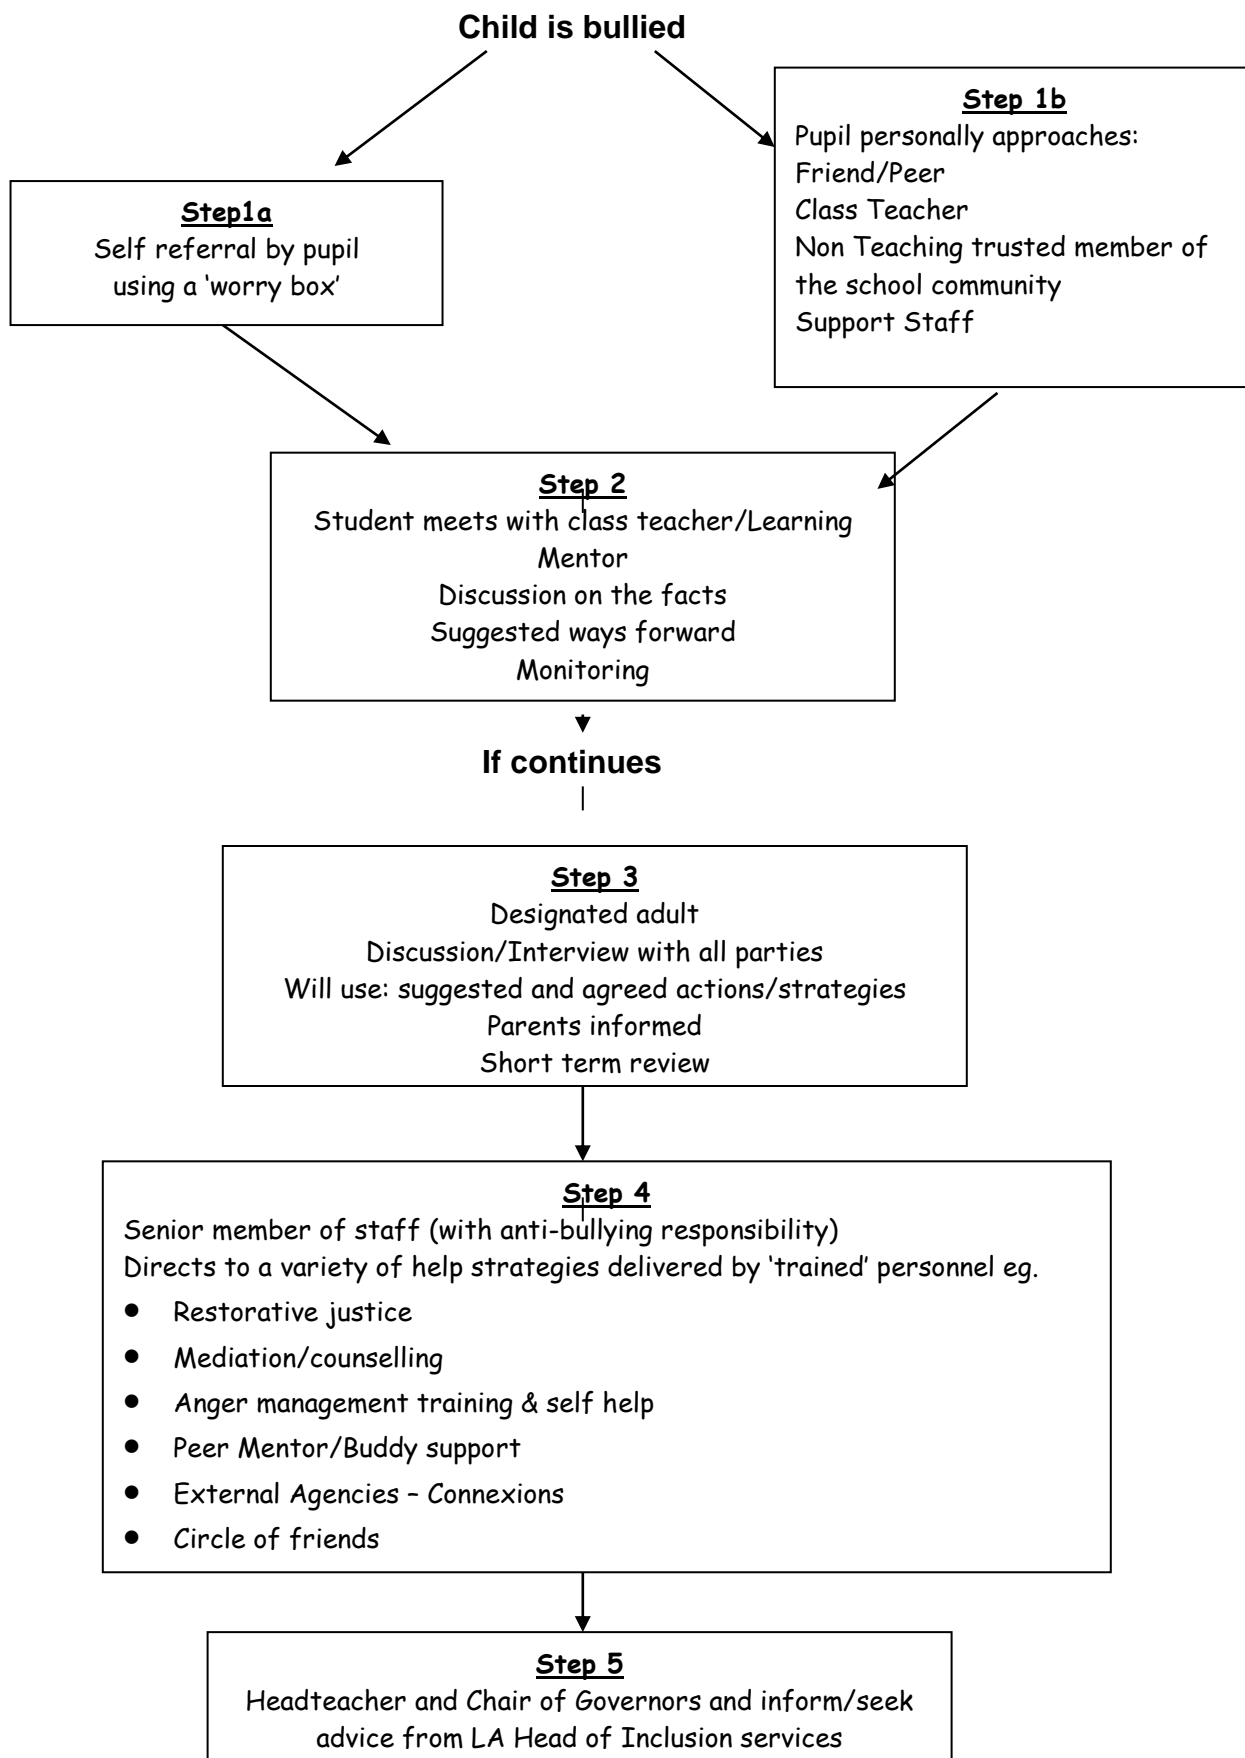 Child is bullied
Step1a
Self referral by pupil
using a ‘worry box’
Step 1b
Pupil personally approaches:
Friend/Peer
Class Teacher
Non Teaching trusted member of
the school community
Support Staff
Step 2
Student meets with class teacher/Learning
Mentor
Discussion on the facts
Suggested ways forward
Monitoring
If continues
Step 3
Designated adult
Discussion/Interview with all parties
Will use: suggested and agreed actions/strategies
Parents informed
Short term review
Step 4
Senior member of staff (with anti-bullying responsibility)
Directs to a variety of help strategies delivered by ‘trained’ personnel eg.
● Restorative justice
● Mediation/counselling
● Anger management training & self help
● Peer Mentor/Buddy support
● External Agencies – Connexions
● Circle of friends
Step 5
Headteacher and Chair of Governors and inform/seek
advice from LA Head of Inclusion services